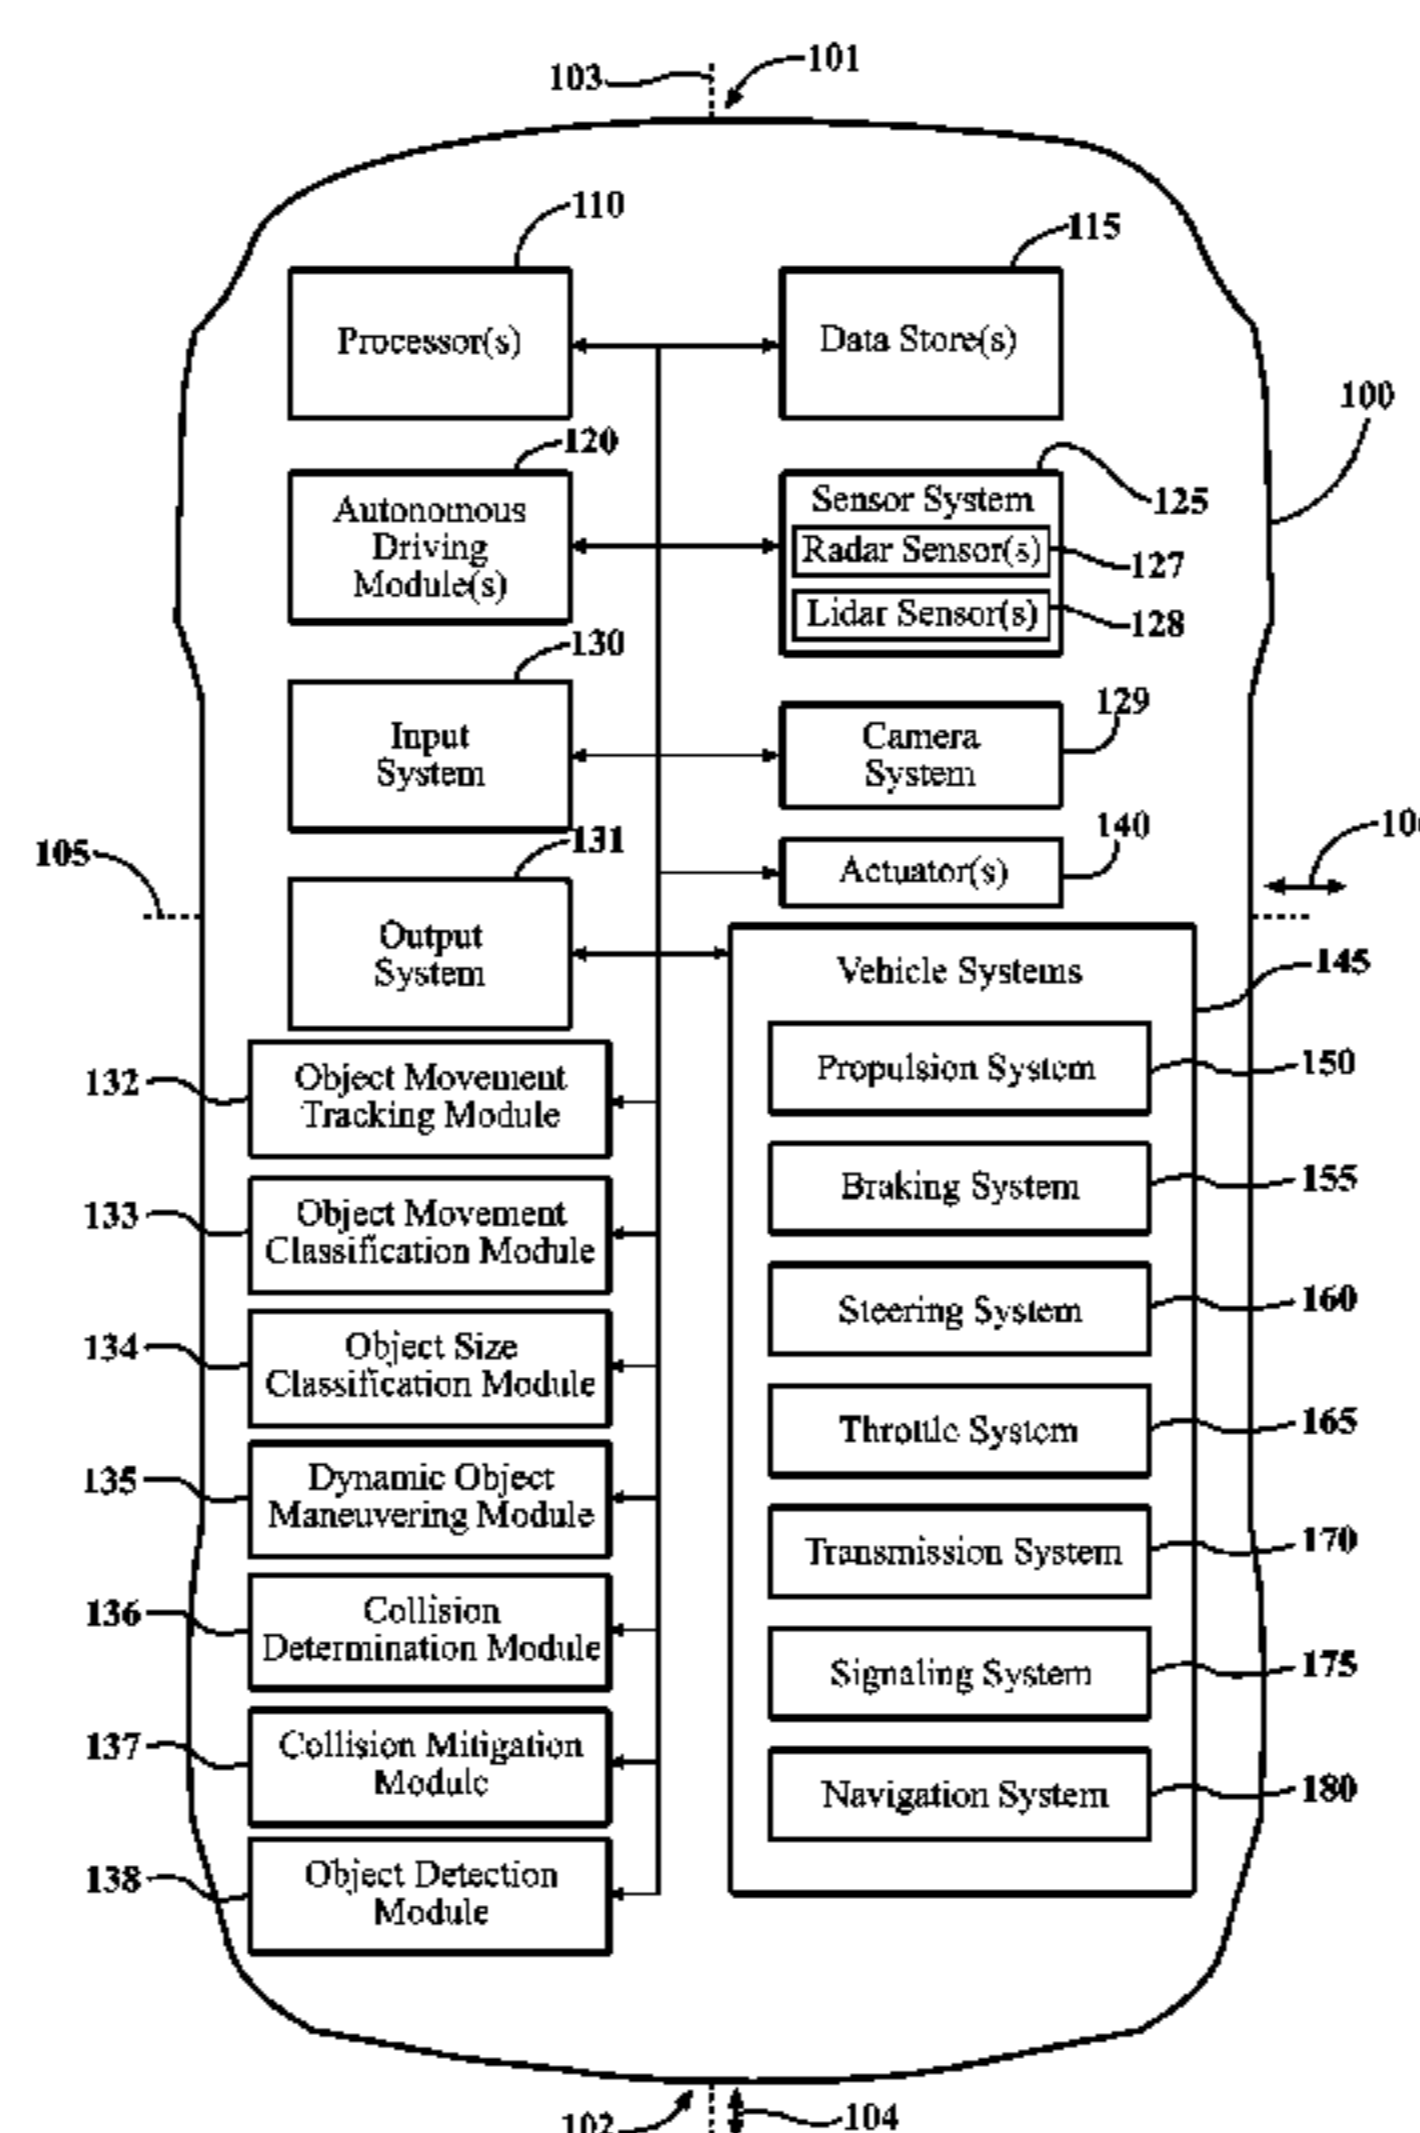 103
101
110
115
Processor(s)
Data Store(s)
100
120
125
Autonomous
Driving
Module(s)
Sensor System
Radar Sensor(s)
127
Lidar Sensor(s)
128
130
129
Input
System
Camera
System
131
140
Actuator(s)
105
Output
System
Vehicle Systems
145
132
Object Movement
Tracking Module
Propulsion System
150
133
Object Movement
Classification Module
Braking System
155
134
Object Size
Classification Module
Steering System
160
135
Dynamic Object
Maneuvering Module
Throttle System
165
136
Collision
Determination Module
Transmission System
170
137
Collision Mitigation
Module
Signaling System
175
138
Object Detection
Module
Navigation System
180
102
104